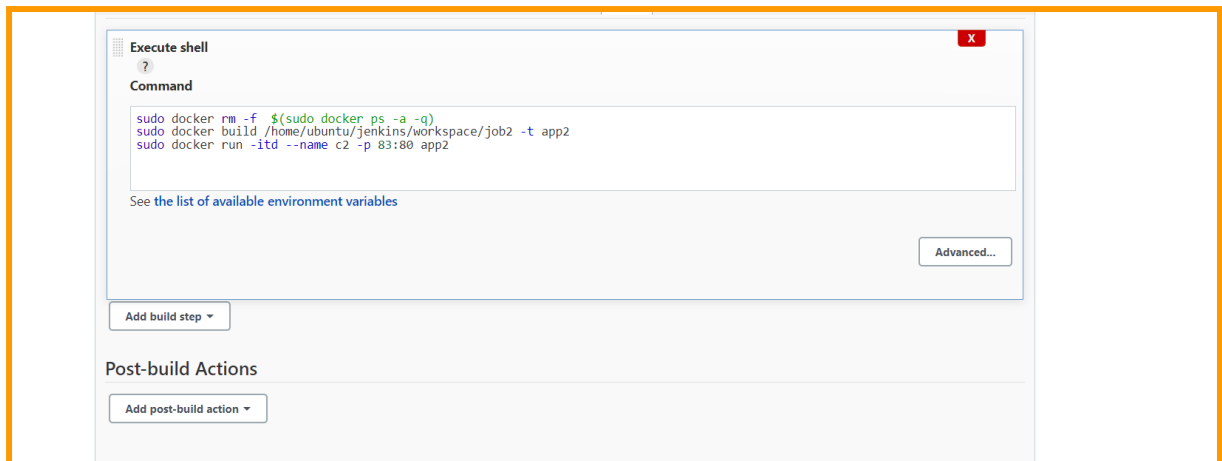 X
Execute shell
?
Command
sudo docker rm -f  $(sudo docker ps -a -q)
sudo docker build /home/ubuntu/jenkins/workspace/job2 -t app2
sudo docker run -itd --name c2 -p 83:80 app2
See the list of available environment variables
Advanced...
Add build step
Post-build Actions
Add post-build action